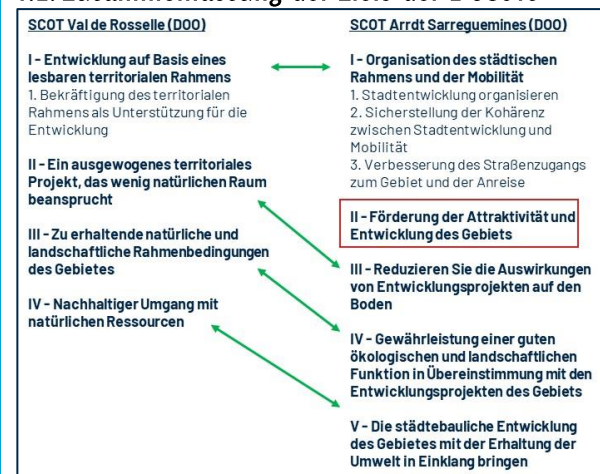 SCOT Val de Rosselle (DOO)
I - Entwicklung auf Basis eines
lesbaren territorialen Rahmens
1. Bekräftigung des territorialen
Rahmens als Unterstützung für die
Entwicklung
II - Ein ausgewogenes territoriales
Projekt, das wenig natürlichen Raum
beansprucht
III - Zu erhaltende natürliche und
landschaftliche Rahmenbedingungen
des Gebietes
IV - Nachhaltiger Umgang mit
natürlichen Ressourcen
SCOT Arrdt Sarreguemines (DOO)
I - Organisation des städtischen
Rahmens und der Mobilität
1. Stadtentwicklung organisieren
2. Sicherstellung der Kohärenz
zwischen Stadtentwicklung und
Mobilität
3. Verbesserung des Straßenzugangs
zum Gebiet und der Anreise
II - Förderung der Attraktivität und
Entwicklung des Gebiets
III - Reduzieren Sie die Auswirkungen
von Entwicklungsprojekten auf den
Boden
IV - Gewährleistung einer guten
ökologischen und landschaftlichen
Funktion in Übereinstimmung mit den
Entwicklungsprojekten des Gebiets
V - Die städtebauliche Entwicklung
des Gebietes mit der Erhaltung der
Umwelt in Einklang bringen